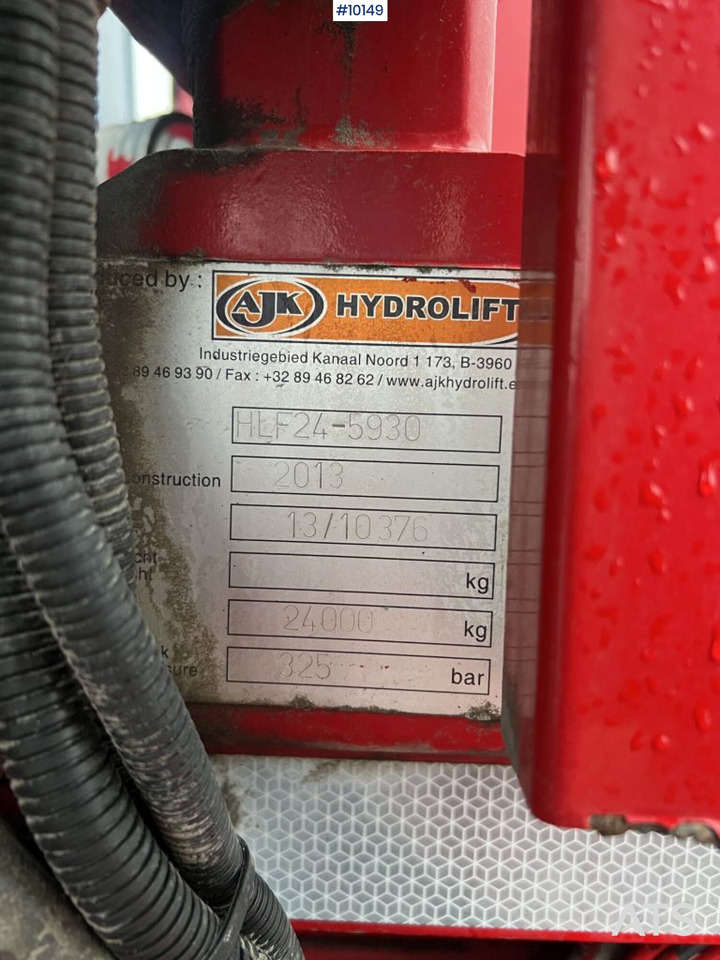 #10149
by :
AJK HYDROLIFT
Industriegebied Kanaal Noord 1 173, B-3960
89 46 93 90 / Fax : +32 89 46 82 62 / www.ajkhydrolift.e
HLF24-5930
onstruction 2013
13/10376
kg
24000 kg
325 bar
ATS